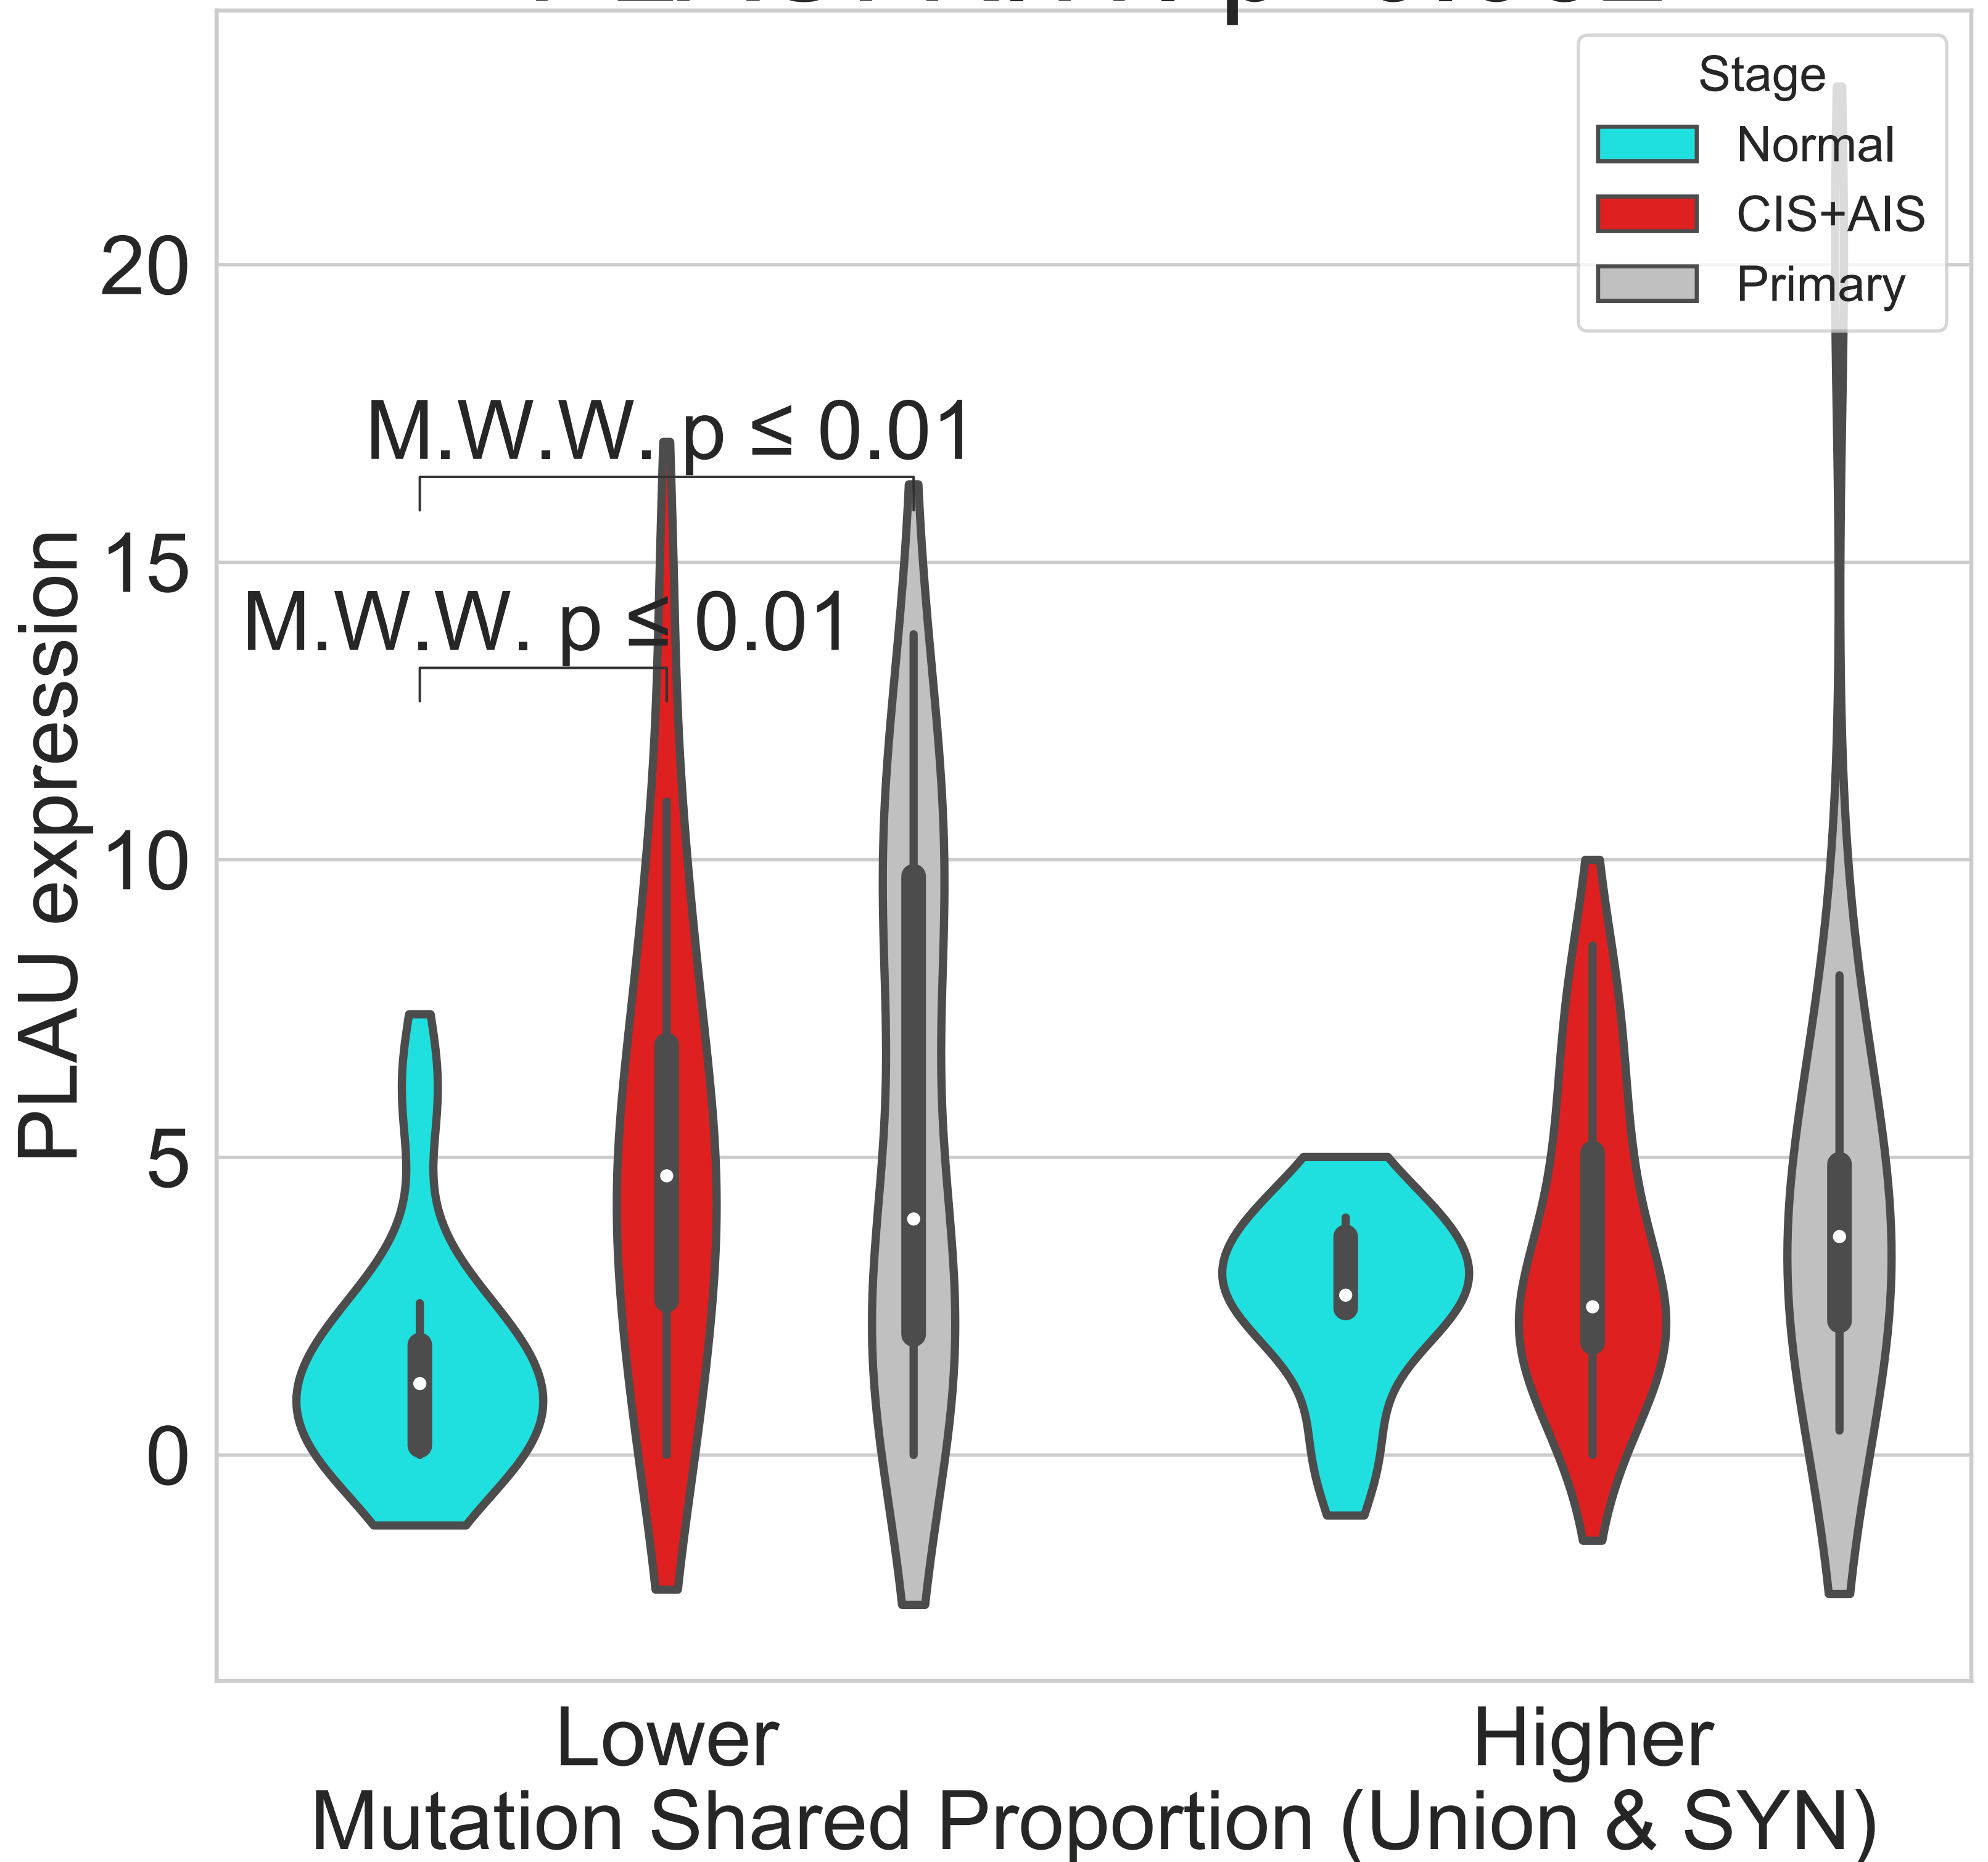 Stage
Normal
CIS+AIS
Primary
20
15
10
5
0
PLAU expression
M.W.W. p ≤ 0.01
M.W.W. p ≤ 0.01
Lower
Higher
Mutation Shared Proportion (Union & SYN)